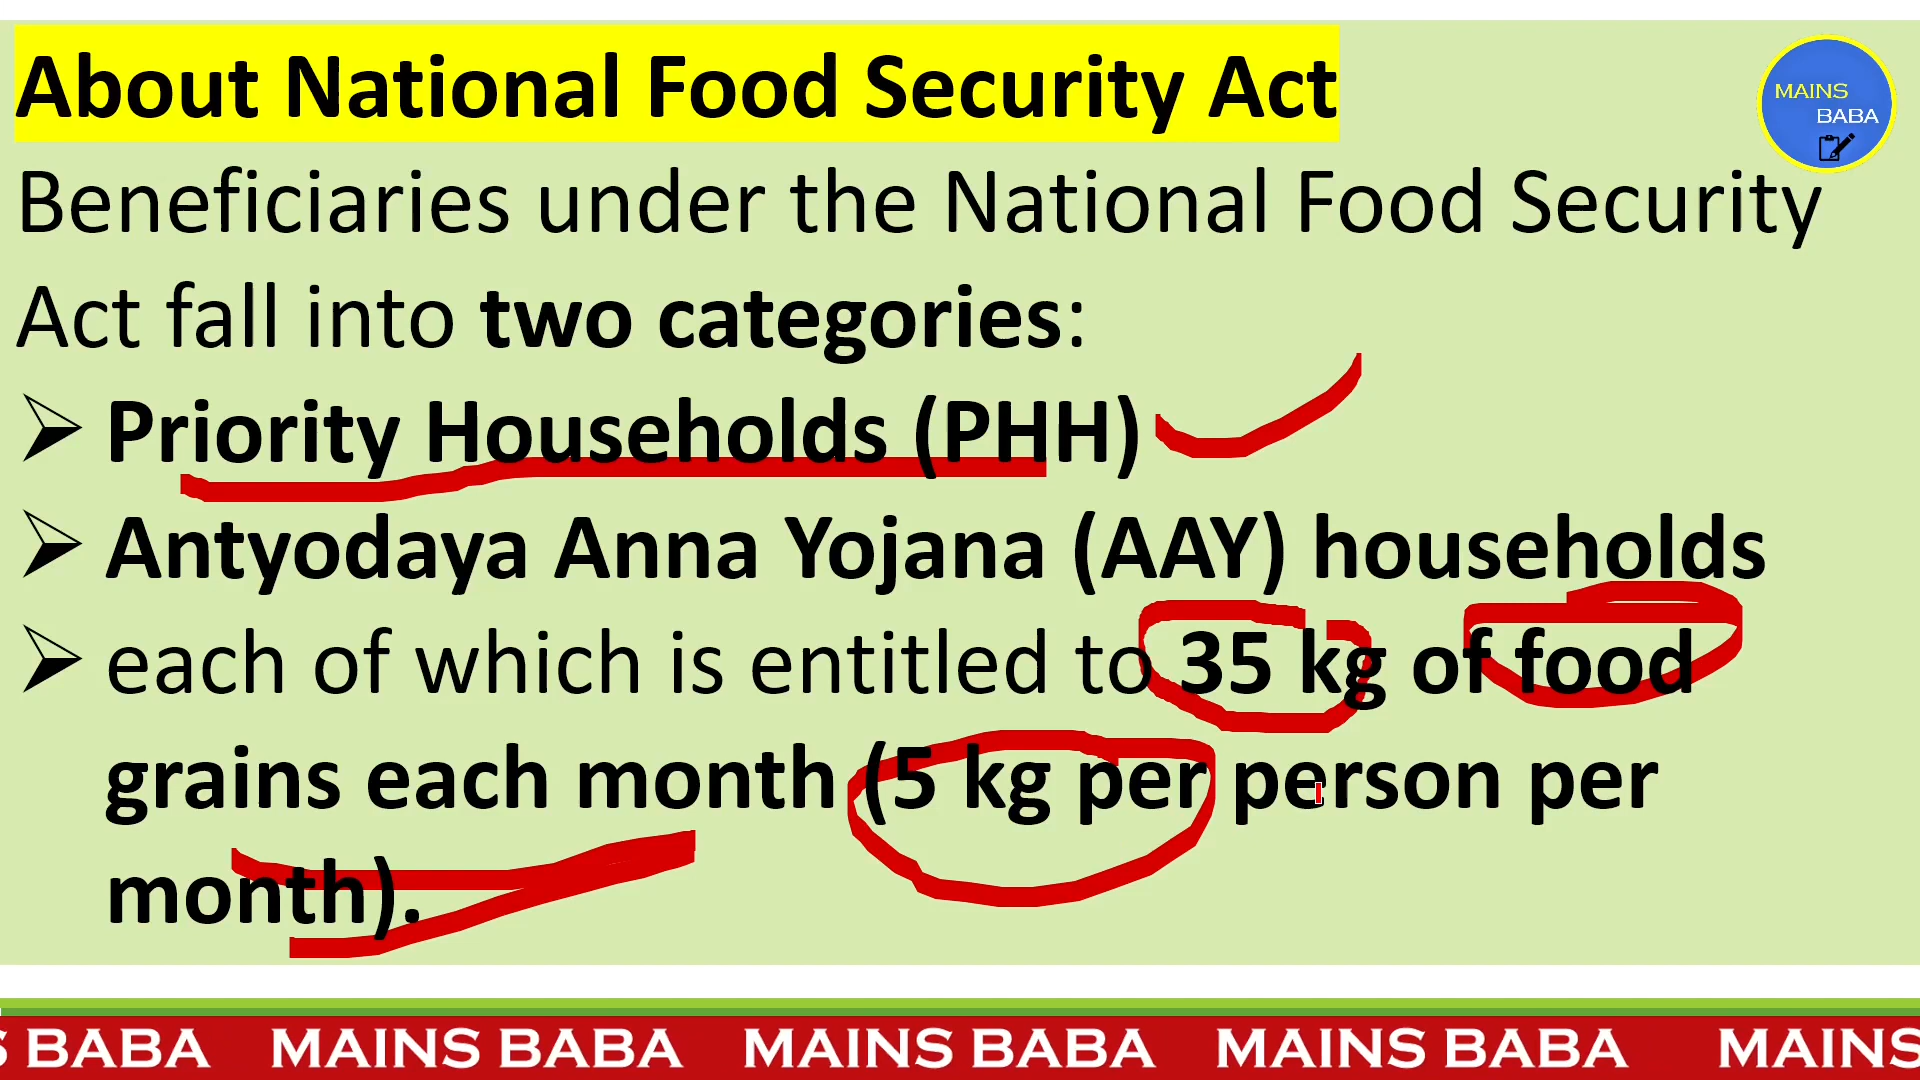 About National Food Security Act
MAINS
BABA
Beneficiaries under the National Food Security
Act fall into two categories:
➢ Priority Households (PHH)
➢ Antyodaya Anna Yojana (AAY) households
➢ each of which is entitled to 35 kg of food
grains each month (5 kg per person per
month).
S BABA MAINS BABA MAINS BABA MAINS BABA MAINS